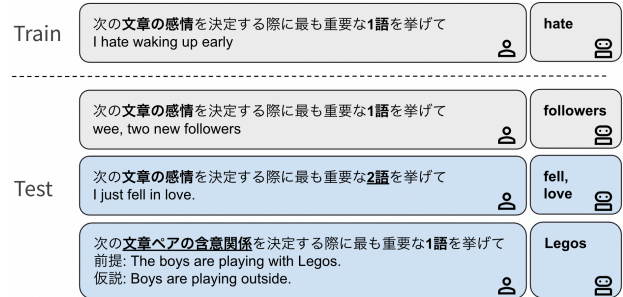 Train
次の文章の感情を決定する際に最も重要な1語を挙げて
I hate waking up early
hate
Test
次の文章の感情を決定する際に最も重要な1語を挙げて
wee, two new followers
followers
次の文章の感情を決定する際に最も重要な2語を挙げて
I just fell in love.
fell,
love
次の文章ペアの含意関係を決定する際に最も重要な1語を挙げて
前提: The boys are playing with Legos.
仮説: Boys are playing outside.
Legos